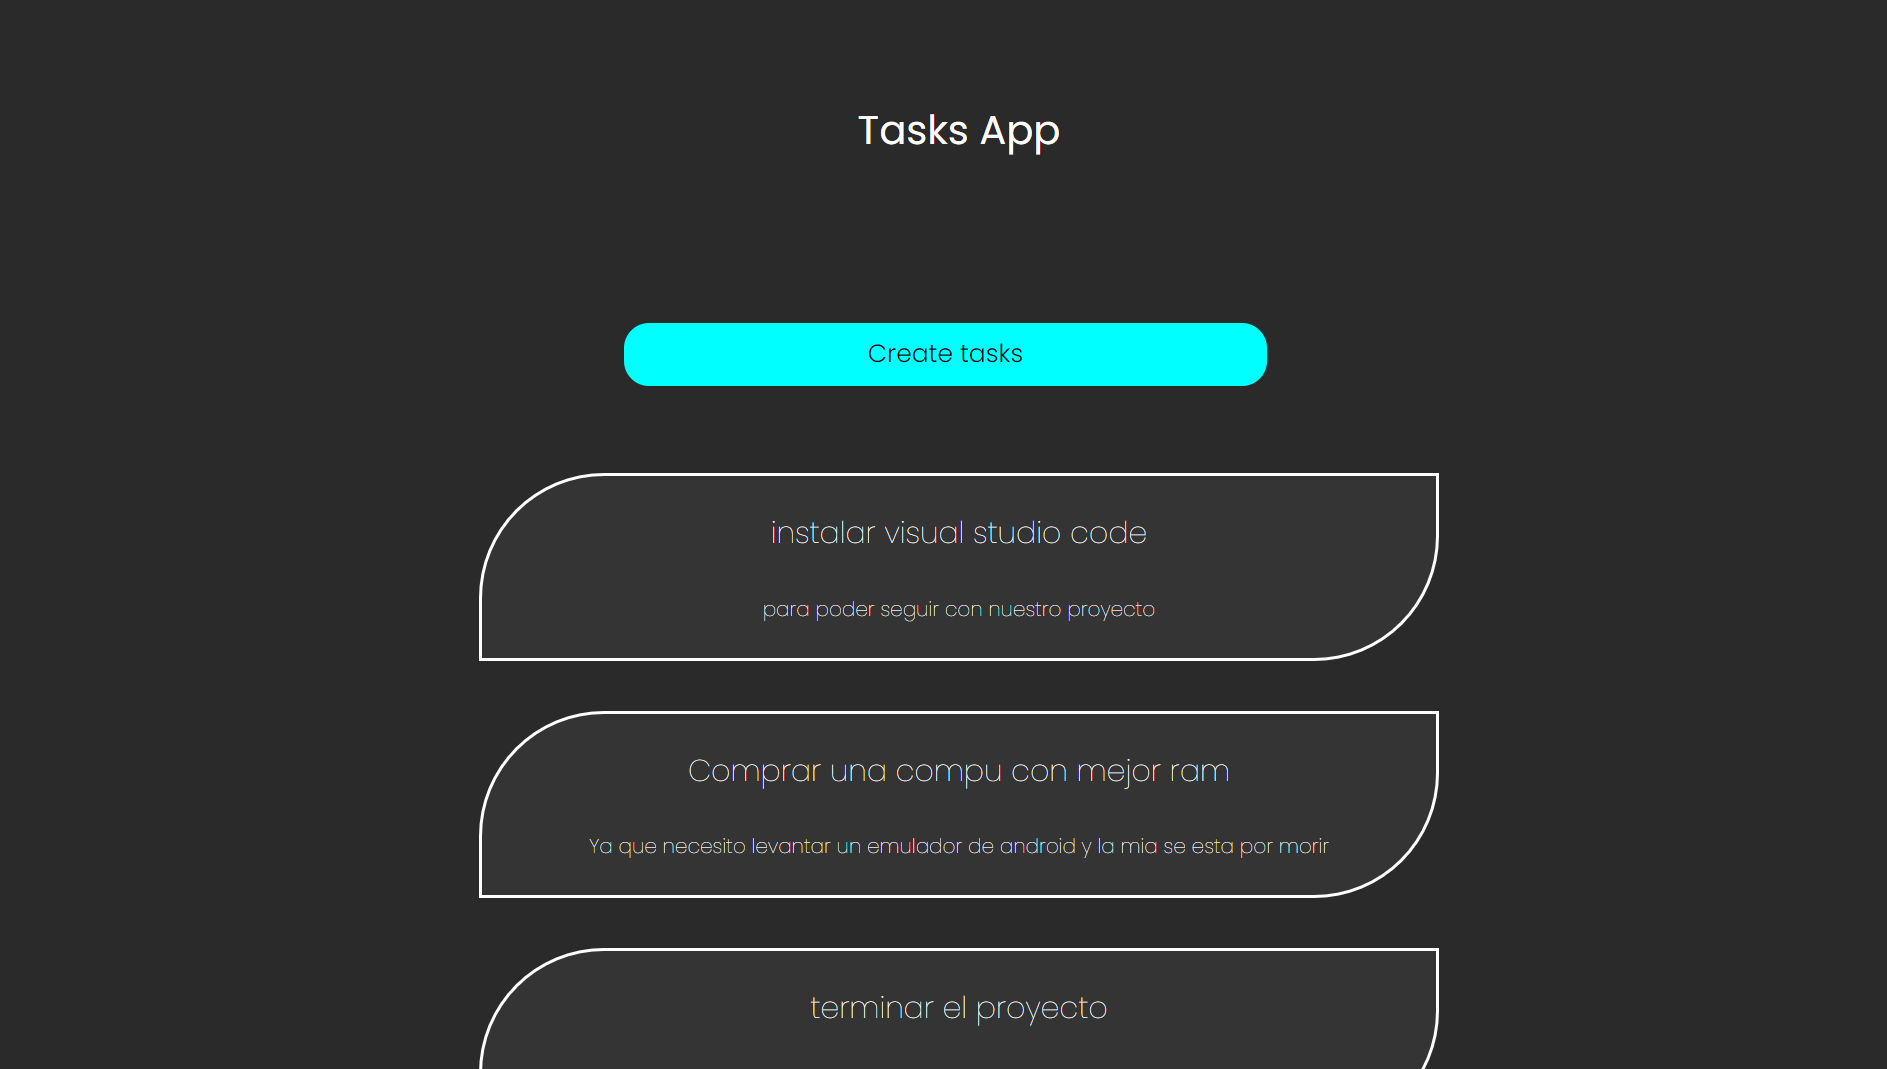 Tasks App
Create tasks
instalar visual studio code
para poder seguir con nuestro proyecto
Comprar una compu con mejor ram
Ya que necesito levantar un emulador de android y la mia se esta por morir
terminar el proyecto